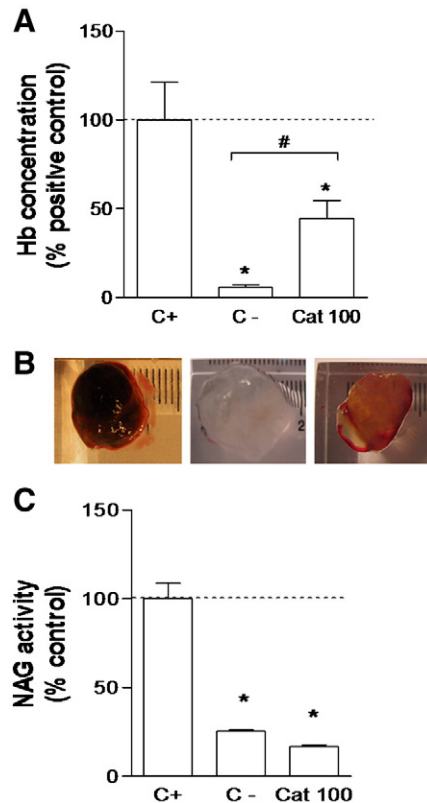 A
Hb concentration
(% positive control)
150
100
50
0
#
*
*
C+ C - Cat 100
B
2
C
NAG activity
(% control)
150
100
50
0
*
*
C+ C - Cat 100